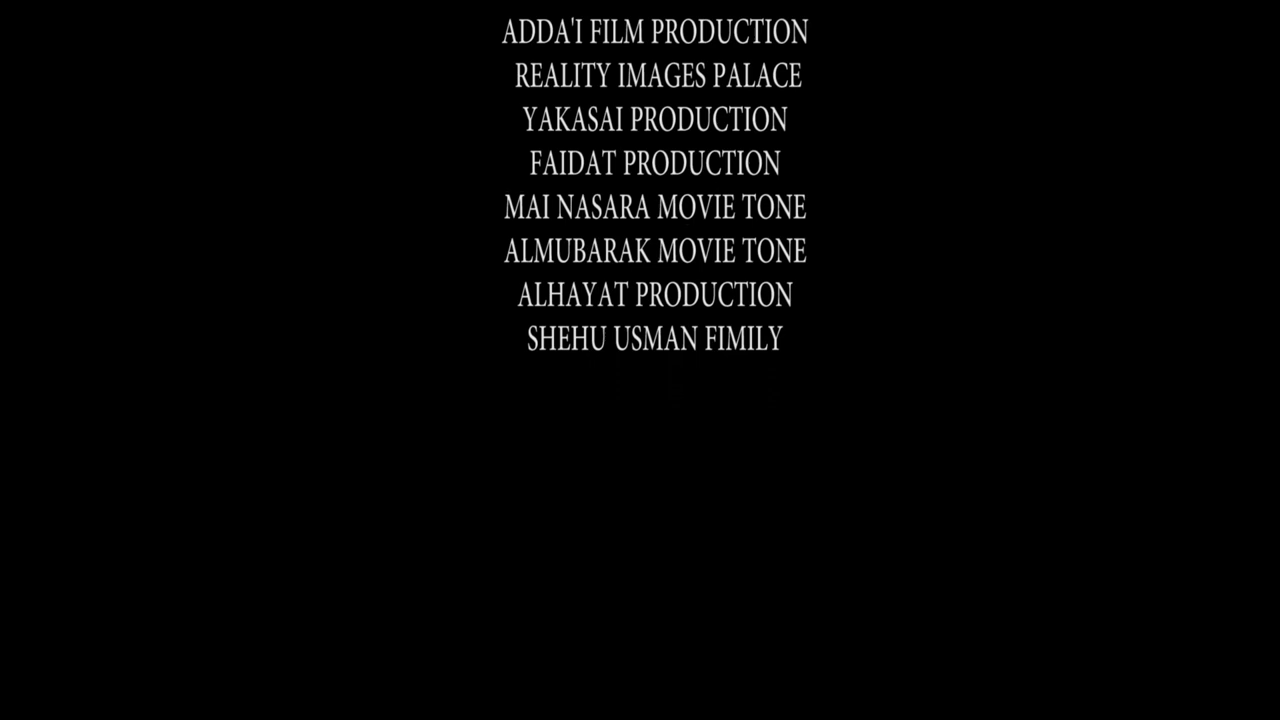 ADDA'I FILM PRODUCTION
REALITY IMAGES PALACE
YAKASAI PRODUCTION
FAIDAT PRODUCTION
MAI NASARA MOVIE TONE
ALMUBARAK MOVIE TONE
ALHAYAT PRODUCTION
SHEHU USMAN FIMILY